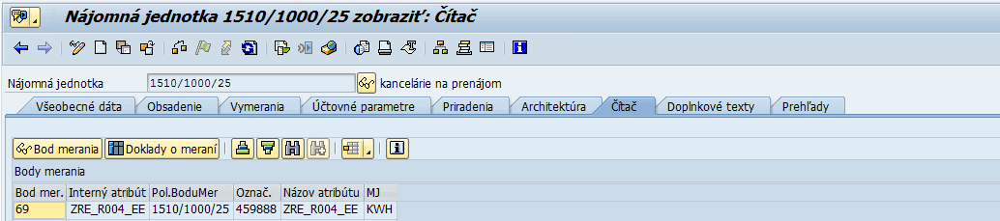 Nájomná jednotka 1510/1000/25 zobraziť: Čítač
Nájomná jednotka 1510/1000/25 kancelárie na prenájom
Všeobecné dáta Obsadenie Vymerania Účtovné parametre Priradenia Architektúra Čítač Doplnkové texty Prehľady
Bod merania Doklady o meraní
Body merania
Bod mer. Interný atribút Pol.BoduMer Označ. Názov atribútu MJ
69 ZRE_R004_EE 1510/1000/25 459888 ZRE_R004_EE KWH